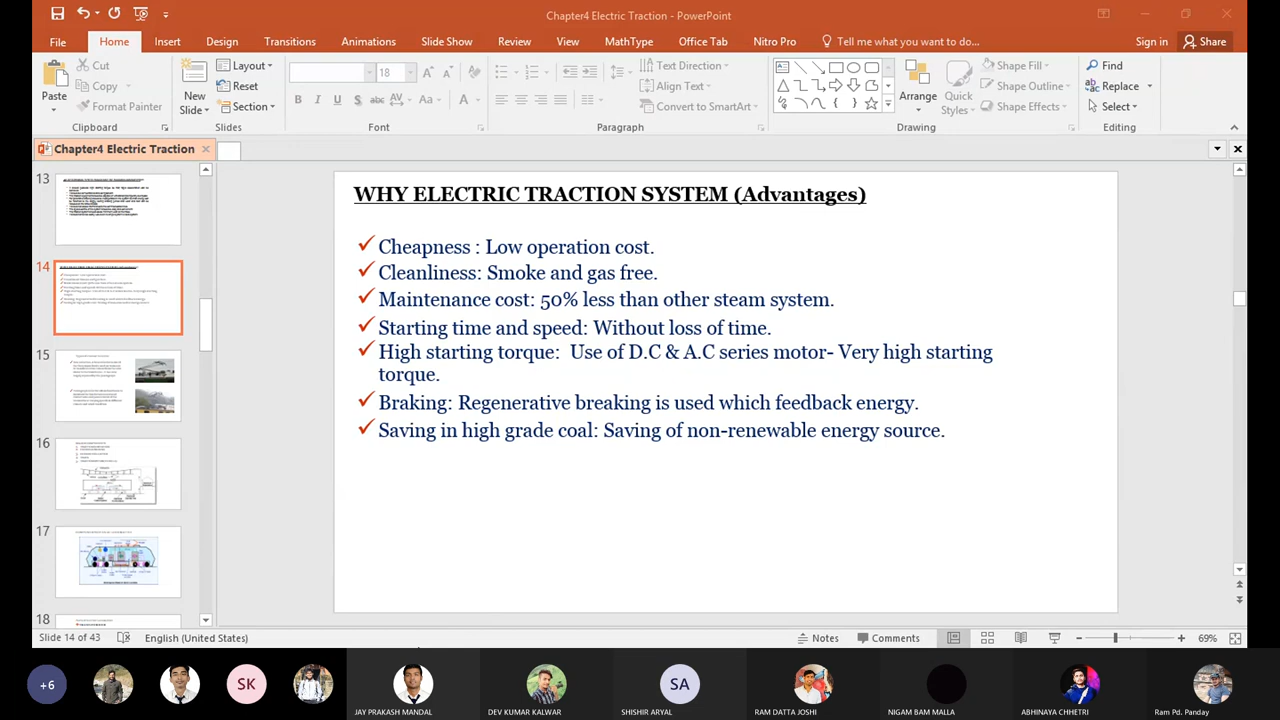 Chapter4 Electric Traction - PowerPoint
File Home Insert Design Transitions Animations Slide Show Review View MathType Office Tab Nitro Pro Tell me what you want to do... Sign in Share
Paste
Cut
Copy
Format Painter
Clipboard
New
Slide
Layout
Reset
Section
Slides
18
B I U S abc AV Aa A
Font
Text Direction
Align Text
Convert to SmartArt
Paragraph
Arrange
Quick
Styles
Shape Fill
Shape Outline
Shape Effects
Drawing
Find
Replace
Select
Editing
Chapter4 Electric Traction
13
14
15
16
17
18
WHY ELECTRIC TRACTION SYSTEM (Advantages)
Cheapness : Low operation cost.
Cleanliness: Smoke and gas free.
Maintenance cost: 50% less than other steam system.
Starting time and speed: Without loss of time.
High starting torque: Use of D.C & A.C series motor- Very high starting
torque.
Braking: Regenerative breaking is used which feedback energy.
Saving in high grade coal: Saving of non-renewable energy source.
Slide 14 of 43 English (United States) Notes Comments 69%
+6 SK SA
JAY PRAKASH MANDAL DEV KUMAR KALWAR SHISHIR ARYAL RAM DATTA JOSHI NIGAM BAM MALLA ABHINAYA CHHETRI Ram Pd. Panday